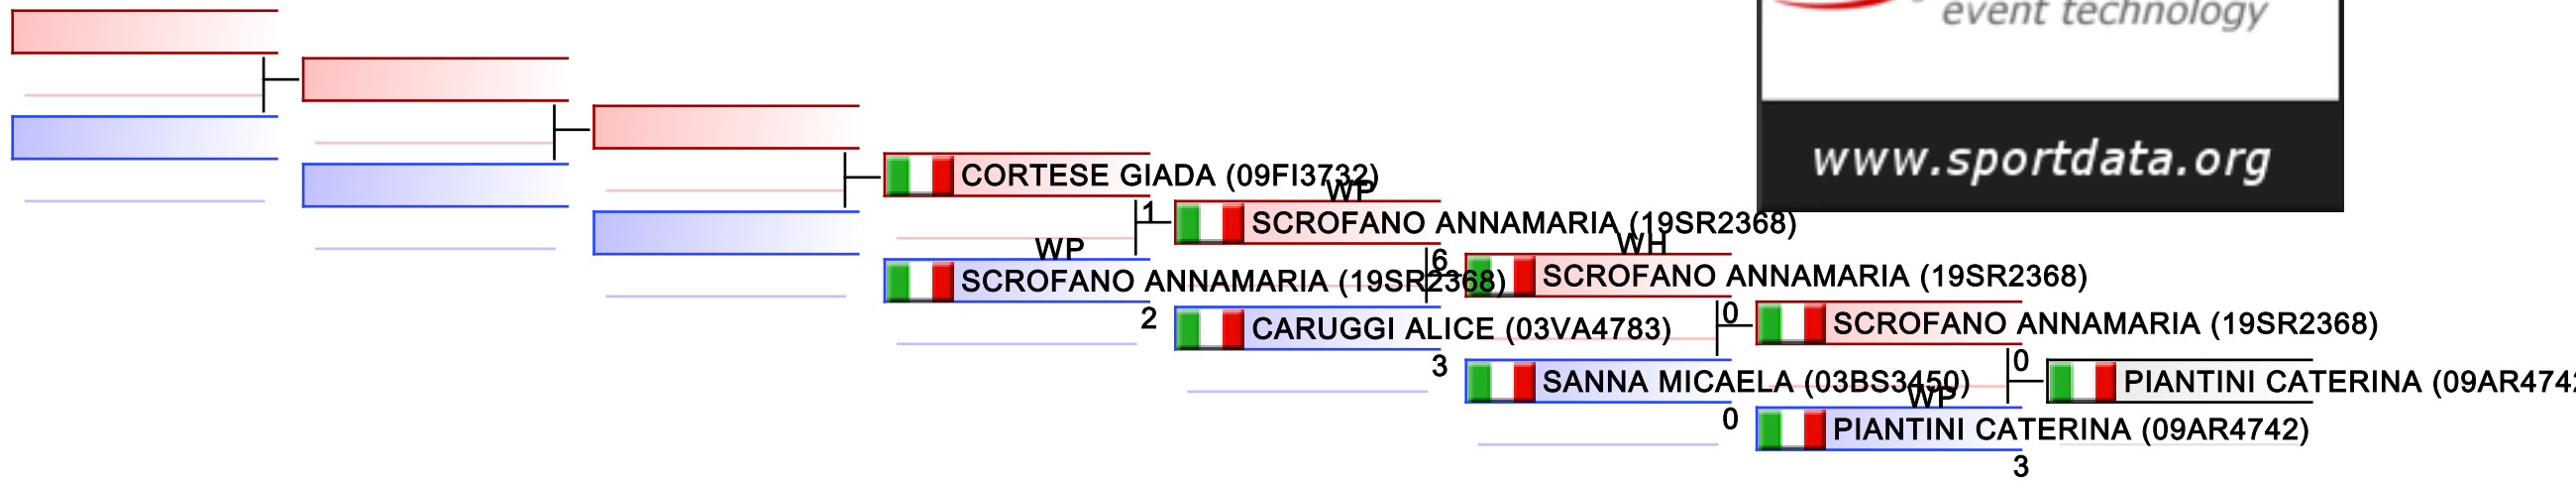 event technology
www.sportdata.org
CORTESE GIADA (09FI3732)
WP
1
SCROFANO ANNAMARIA (19SR2368)
WP
SCROFANO ANNAMARIA (19SR2368)
2
WH
6
SCROFANO ANNAMARIA (19SR2368)
CARUGGI ALICE (03VA4783)
3
0
SCROFANO ANNAMARIA (19SR2368)
SANNA MICAELA (03BS3450)
0
WP
0
PIANTINI CATERINA (09AR474
PIANTINI CATERINA (09AR4742)
3